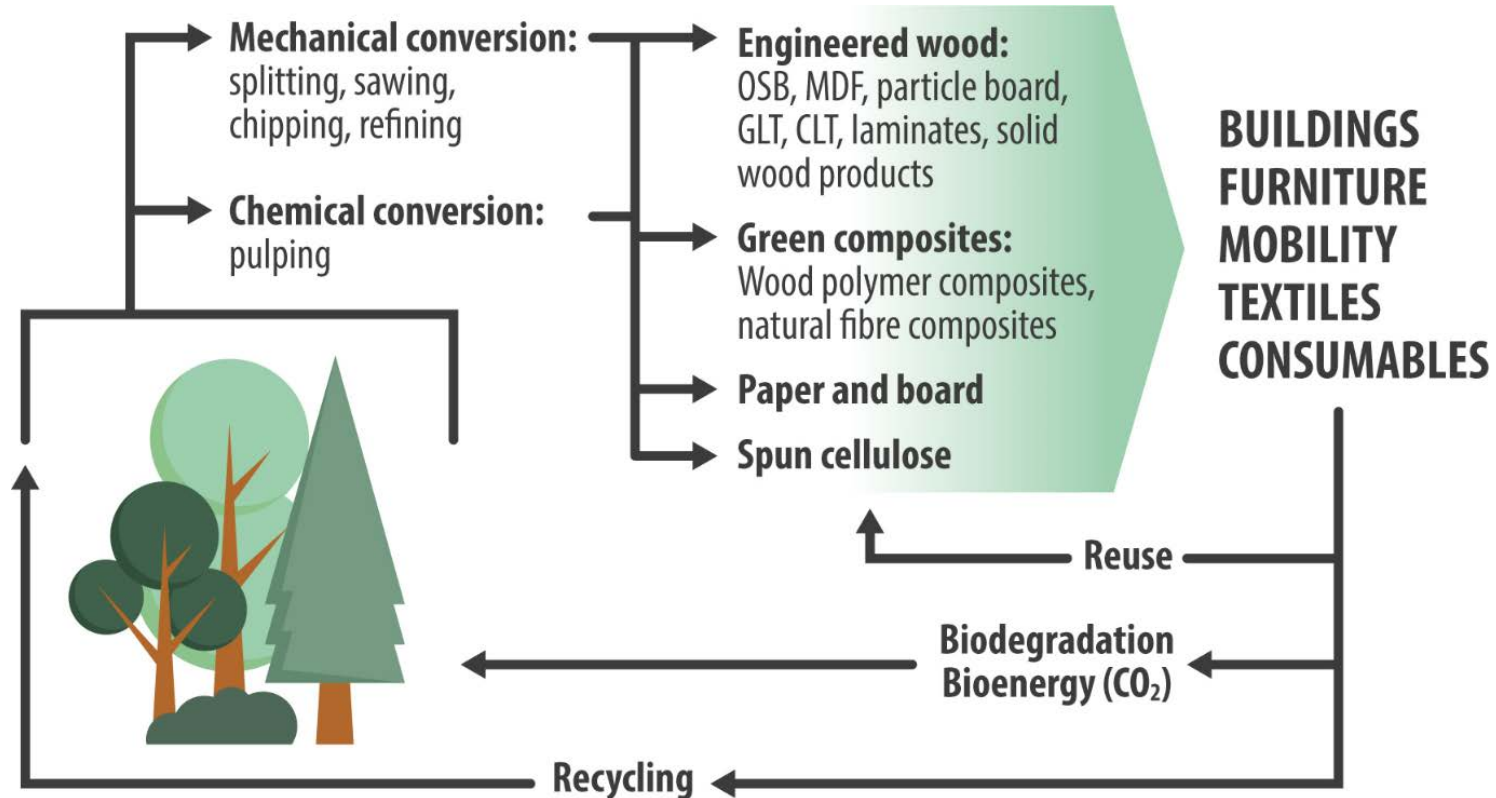 Mechanical conversion:
splitting, sawing,
chipping, refining
Chemical conversion:
pulping
Engineered wood:
OSB, MDF, particle board,
GLT, CLT, laminates, solid
wood products
Green composites:
Wood polymer composites,
natural fibre composites
Paper and board
Spun cellulose
BUILDINGS
FURNITURE
MOBILITY
TEXTILES
CONSUMABLES
Reuse
Biodegradation
Bioenergy (CO₂)
Recycling